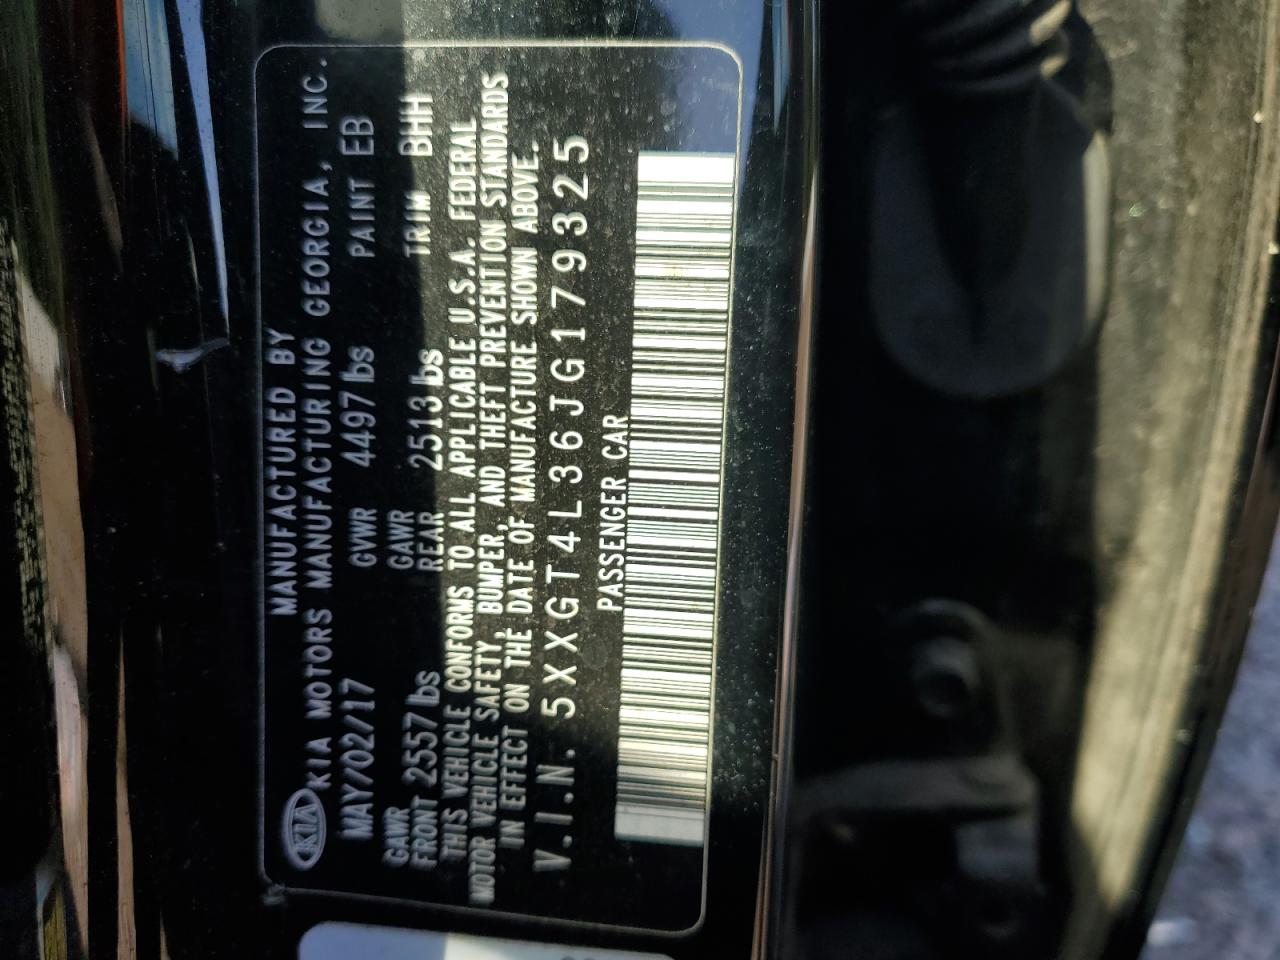 MANUFACTURED BY
KIA KIA MOTORS MANUFACTURING GEORGIA, INC.
MAY/02/17 GVWR 4497 lbs PAINT EB
GAWR FRONT 2557 lbs GAWR REAR 2513 lbs TRIM BHH
THIS VEHICLE CONFORMS TO ALL APPLICABLE U.S.A. FEDERAL
MOTOR VEHICLE SAFETY, BUMPER, AND THEFT PREVENTION STANDARDS
IN EFFECT ON THE DATE OF MANUFACTURE SHOWN ABOVE.
V.I.N. 5XXGT4L36JG179325
PASSENGER CAR